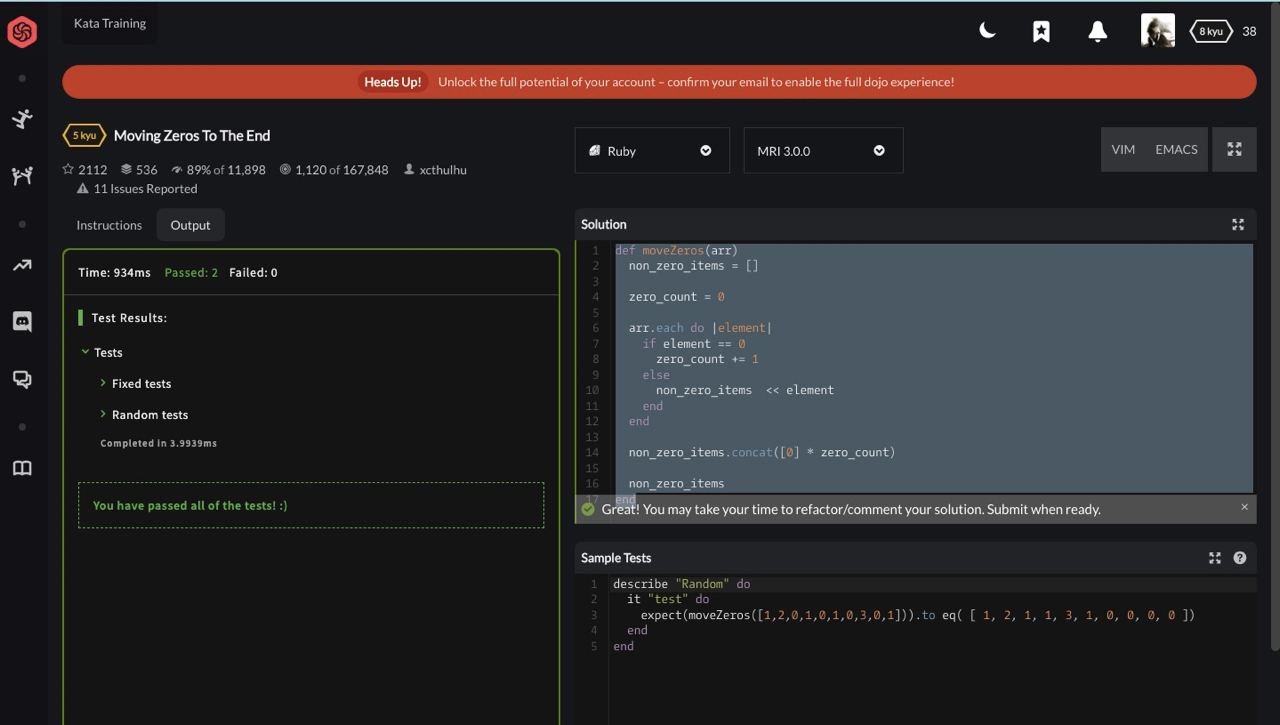 Kata Training
8 kyu 38
Heads Up! Unlock the full potential of your account – confirm your email to enable the full dojo experience!
5 kyu Moving Zeros To The End
2112 536 89% of 11,898 1,120 of 167,848 xcthulhu
11 Issues Reported
Ruby MRI 3.0.0 VIM EMACS
Instructions Output
Time: 934ms Passed: 2 Failed: 0
Test Results:
Tests
Fixed tests
Random tests
Completed in 3.9939ms
You have passed all of the tests! :)
Solution
1 def moveZeros(arr)
2 non_zero_items = []
3
4 zero_count = 0
5
6 arr.each do |element|
7 if element == 0
8 zero_count += 1
9 else
10 non_zero_items  << element
11 end
12 end
13
14 non_zero_items.concat([0] * zero_count)
15
16 non_zero_items
17 end
Great! You may take your time to refactor/comment your solution. Submit when ready. ×
Sample Tests ?
1 describe "Random" do
2 it "test" do
3 expect(moveZeros([1,2,0,1,0,1,0,3,0,1])).to eq( [ 1, 2, 1, 1, 3, 1, 0, 0, 0, 0 ])
4 end
5 end